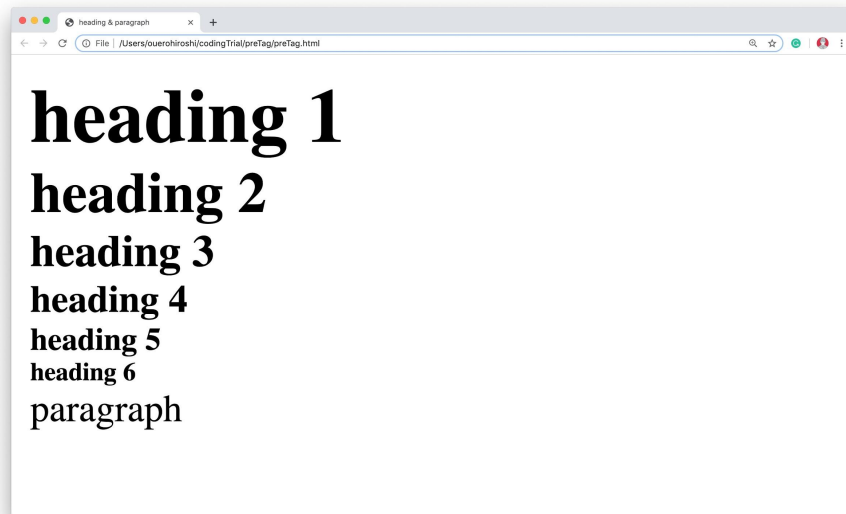 heading & paragraph
File /Users/ouerohiroshi/codingTrial/preTag/preTag.html
heading 1
heading 2
heading 3
heading 4
heading 5
heading 6
paragraph